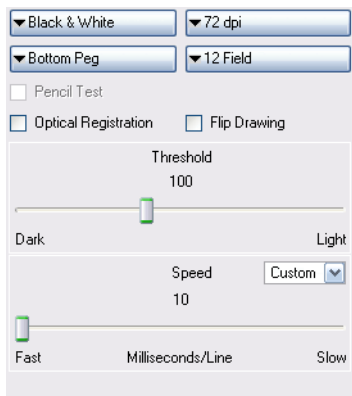 Black & White 72 dpi
Bottom Peg 12 Field
Pencil Test
Optical Registration Flip Drawing
Threshold
100
Dark Light
Speed Custom
10
Fast Milliseconds/Line Slow